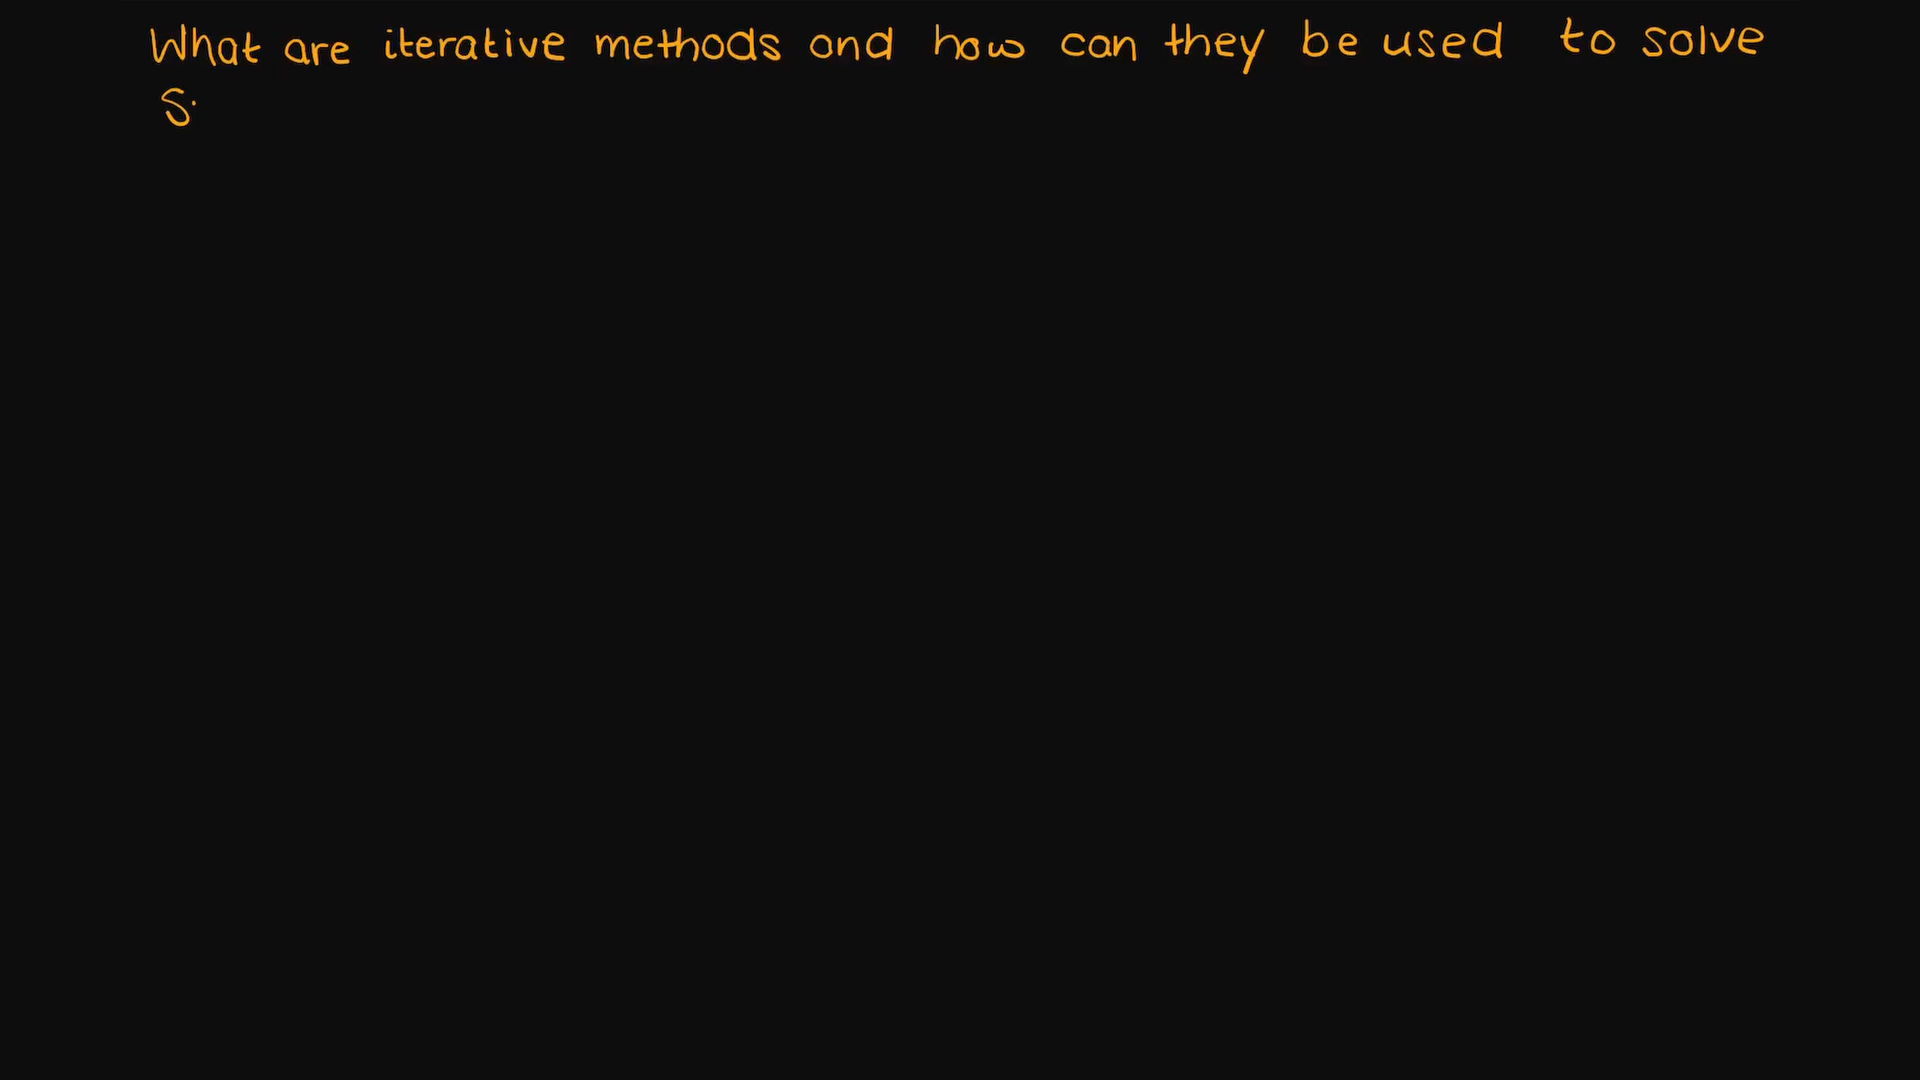 What are iterative methods and how can they be used to solve
S